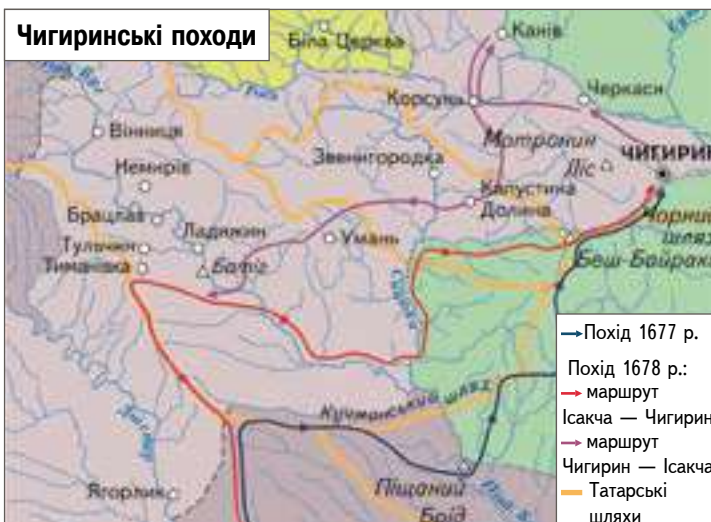 Чигиринські походи
Біла Церква
Канів
Корсунь
Черкаси
Вінниця
Мотронин
Ліс
ЧИГИРИН
Звенигородка
Немирів
Капустина
Долина
Брацлав
Ладижин
Умань
Чорний
шлях
Тульчин
Тиманівка
Батіг
Беш-Байраки
Кучманський шлях
Дністер
Ягорлик
Піщаний
Брід
Похід 1677 р.
Похід 1678 р.:
маршрут
Ісакча — Чигирин
маршрут
Чигирин — Ісакча
Татарські
шляхи